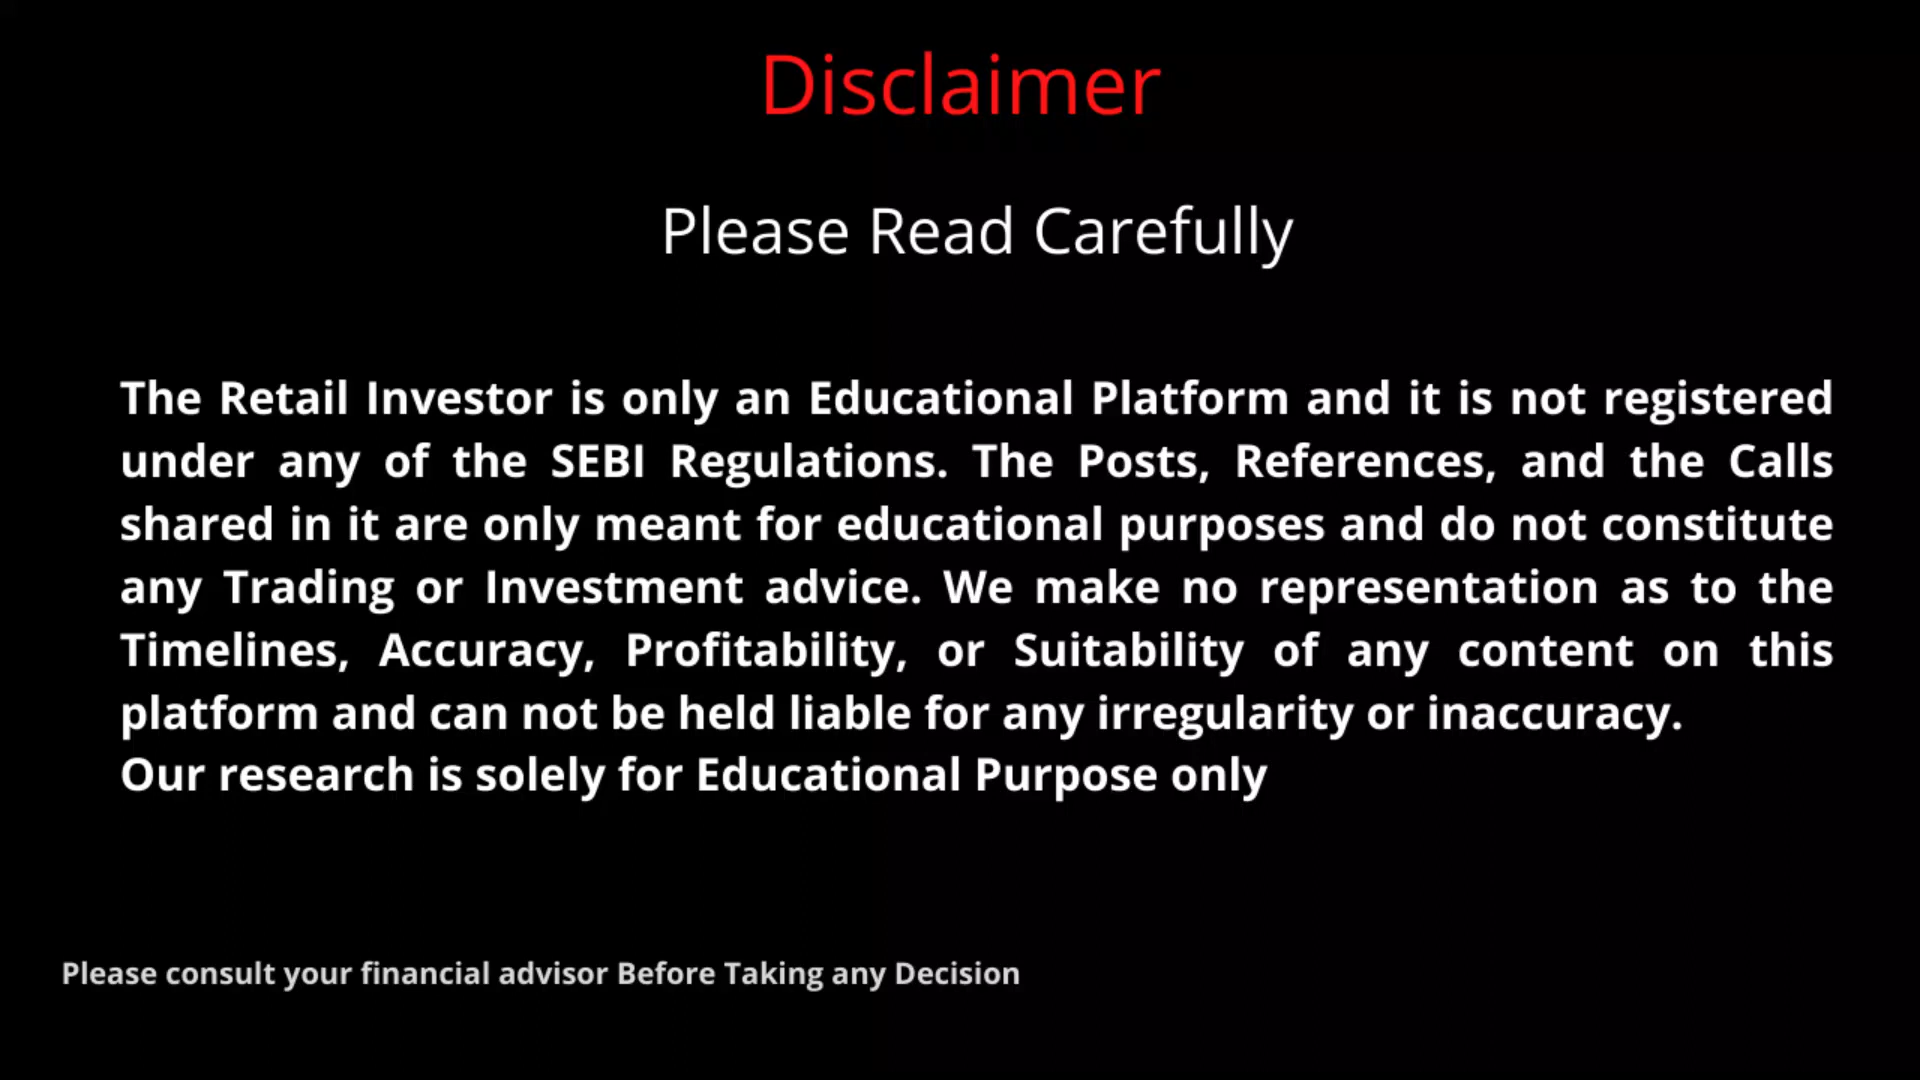 Disclaimer
Please Read Carefully
The Retail Investor is only an Educational Platform and it is not registered
under any of the SEBI Regulations. The Posts, References, and the Calls
shared in it are only meant for educational purposes and do not constitute
any Trading or Investment advice. We make no representation as to the
Timelines, Accuracy, Profitability, or Suitability of any content on this
platform and can not be held liable for any irregularity or inaccuracy.
Our research is solely for Educational Purpose only
Please consult your financial advisor Before Taking any Decision